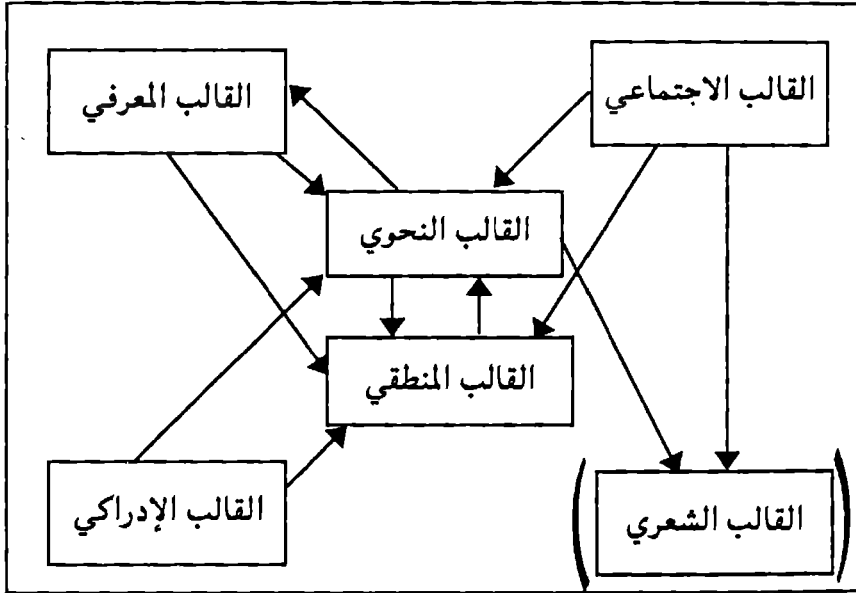 القالب الاجتماعي
القالب المعرفي
القالب النحوي
القالب المنطقي
القالب الإدراكي
(القالب الشعري)